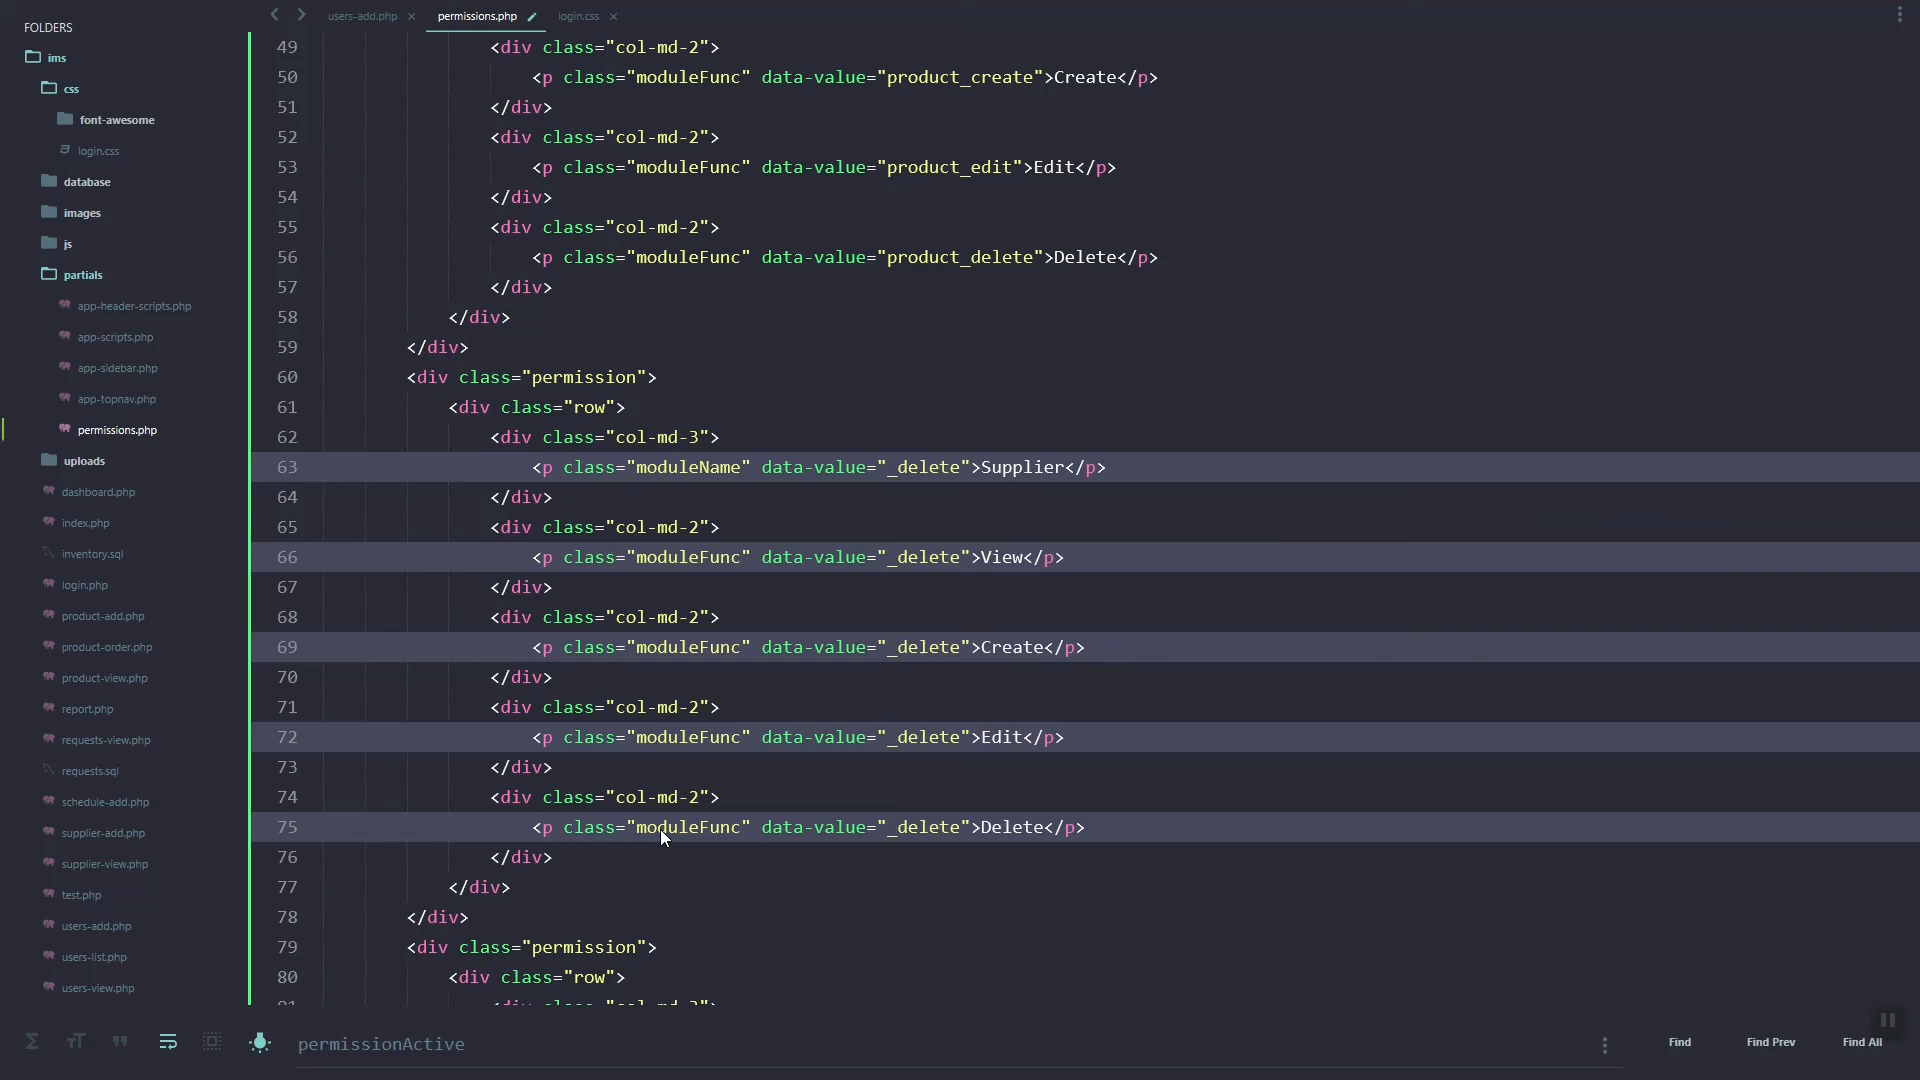 FOLDERS
ims
css
font-awesome
login.css
database
images
js
partials
app-header-scripts.php
app-scripts.php
app-sidebar.php
app-topnav.php
permissions.php
uploads
dashboard.php
index.php
inventory.sql
login.php
product-add.php
product-order.php
product-view.php
report.php
requests-view.php
requests.sql
schedule-add.php
supplier-add.php
supplier-view.php
test.php
users-add.php
users-list.php
users-view.php
users-add.php × permissions.php login.css ×
49 <div class="col-md-2">
50 <p class="moduleFunc" data-value="product_create">Create</p>
51 </div>
52 <div class="col-md-2">
53 <p class="moduleFunc" data-value="product_edit">Edit</p>
54 </div>
55 <div class="col-md-2">
56 <p class="moduleFunc" data-value="product_delete">Delete</p>
57 </div>
58 </div>
59 </div>
60 <div class="permission">
61 <div class="row">
62 <div class="col-md-3">
63 <p class="moduleName" data-value="_delete">Supplier</p>
64 </div>
65 <div class="col-md-2">
66 <p class="moduleFunc" data-value="_delete">View</p>
67 </div>
68 <div class="col-md-2">
69 <p class="moduleFunc" data-value="_delete">Create</p>
70 </div>
71 <div class="col-md-2">
72 <p class="moduleFunc" data-value="_delete">Edit</p>
73 </div>
74 <div class="col-md-2">
75 <p class="moduleFunc" data-value="_delete">Delete</p>
76 </div>
77 </div>
78 </div>
79 <div class="permission">
80 <div class="row">
81 <div class="col-md-3">
permissionActive
Find Find Prev Find All